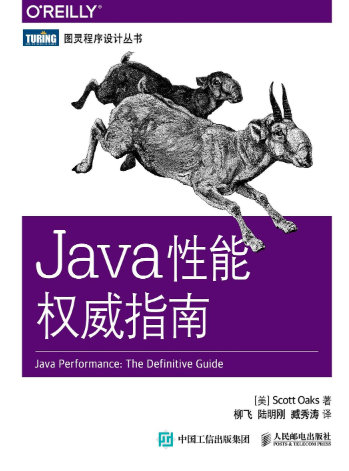 O'REILLY®
TURING 图灵程序设计丛书
Java性能
权威指南
Java Performance: The Definitive Guide
[美] Scott Oaks 著
柳飞 陆明刚 臧秀涛 译
中国工信出版集团 人民邮电出版社
POSTS & TELECOM PRESS